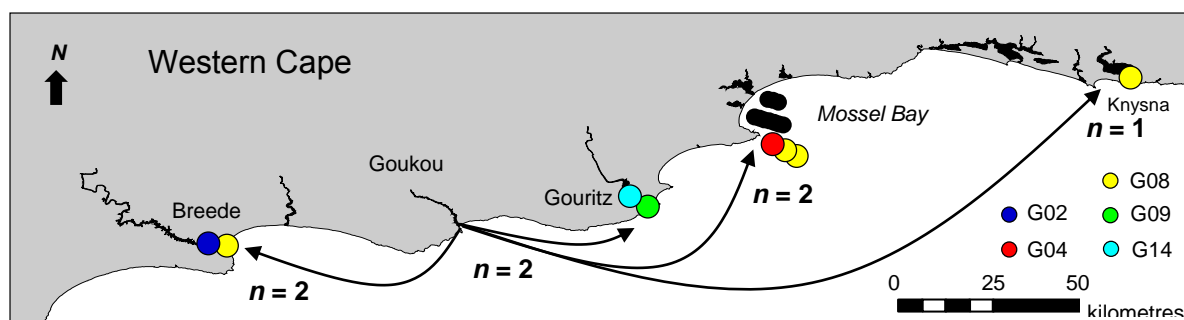 N
Western Cape
Mossel Bay
Knysna
n = 1
Goukou
Gouritz
n = 2
Breede
n = 2
n = 2
G08
G02
G09
G04
G14
0 25 50
kilometres